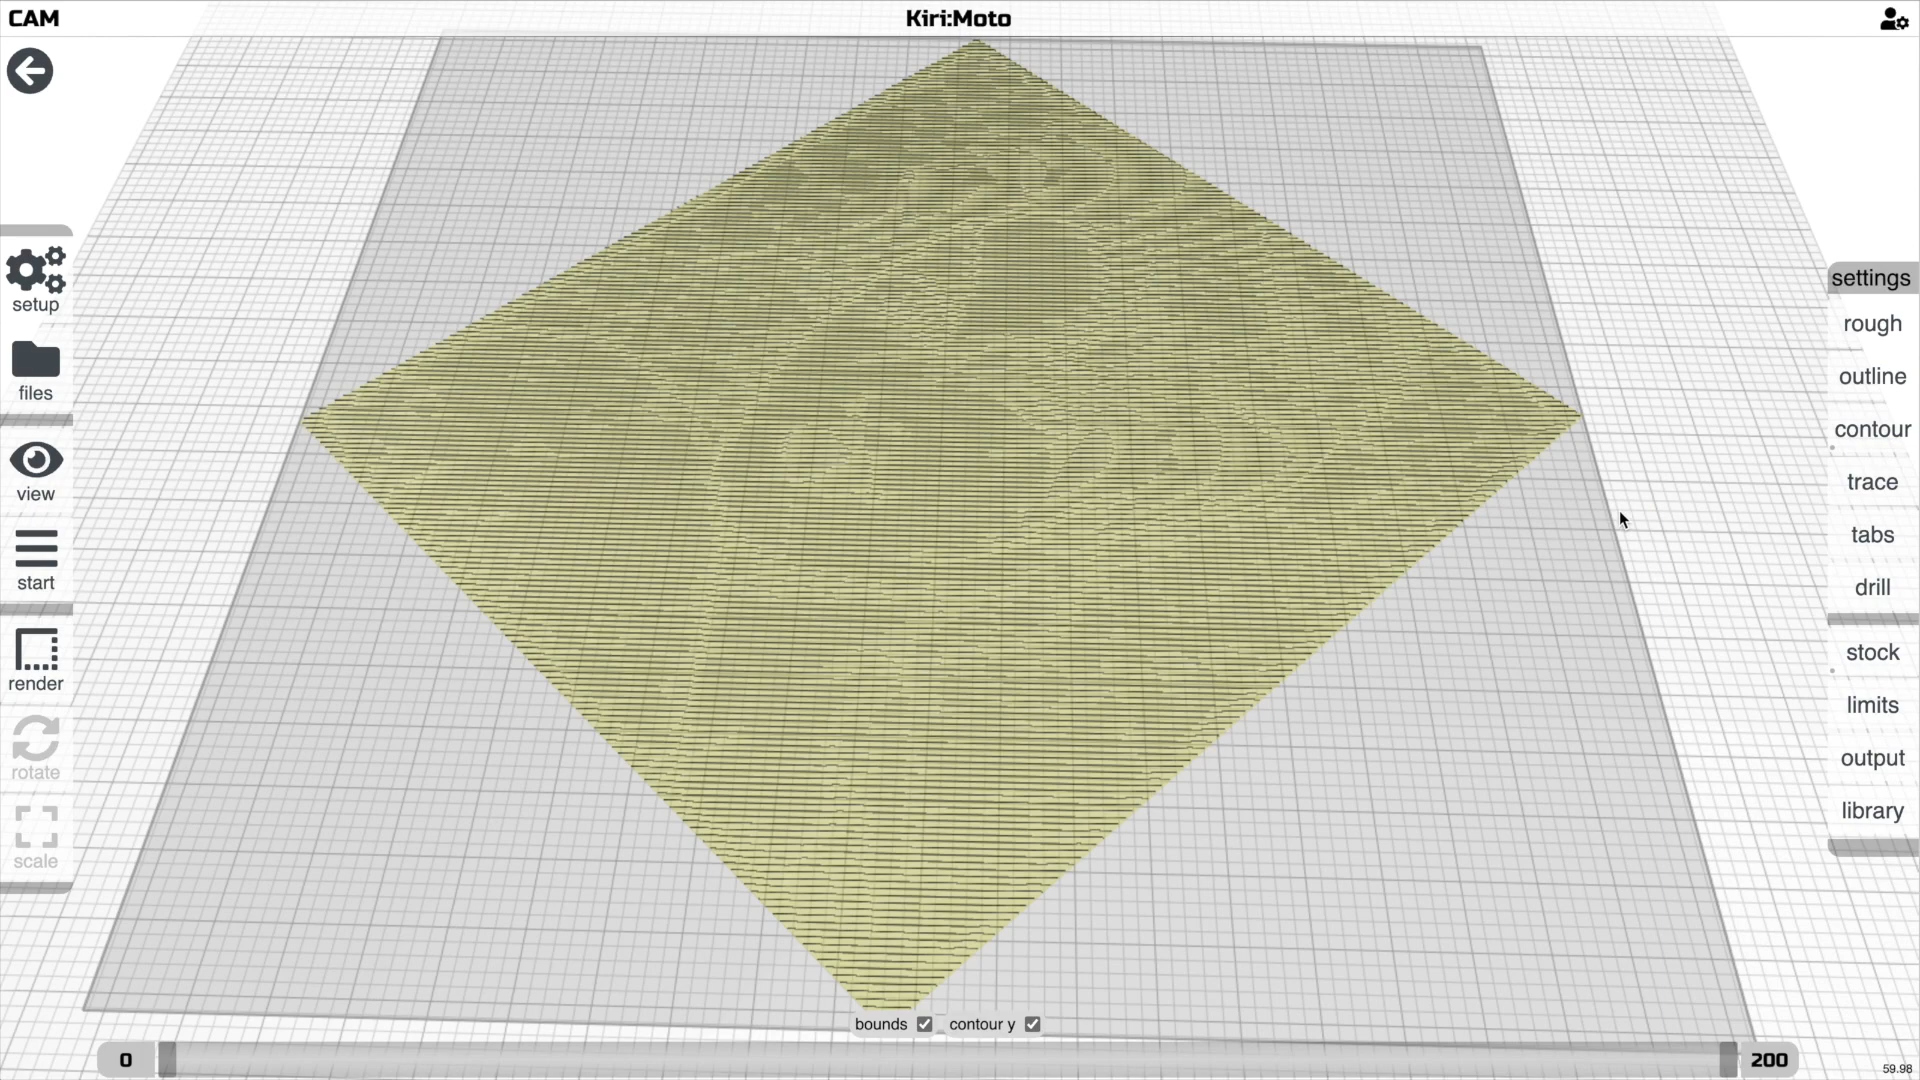 CAM
Kiri:Moto
setup
files
view
start
render
rotate
scale
settings
rough
outline
contour
trace
tabs
drill
stock
limits
output
library
bounds
contour y
0
200
59.98